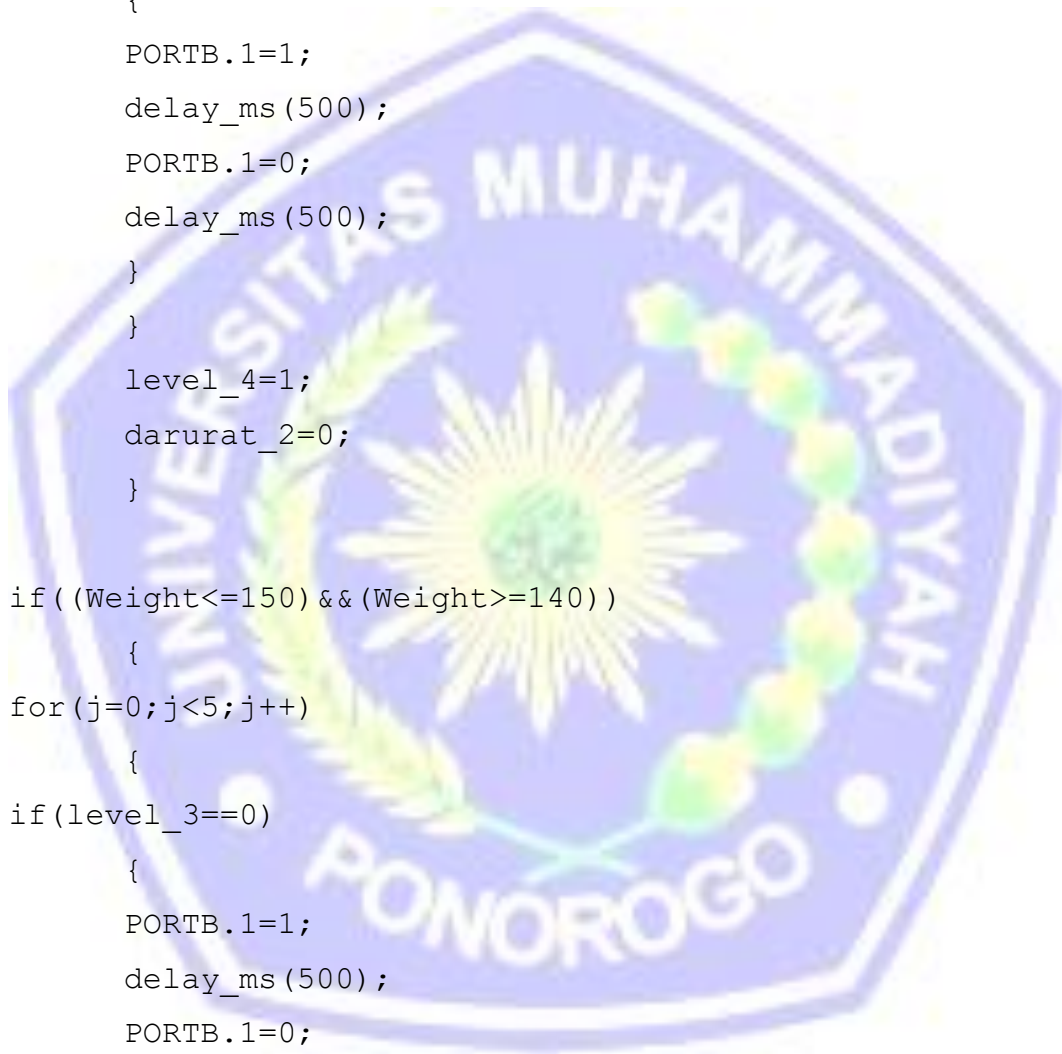 {
PORTB.1=1;
delay_ms(500);
PORTB.1=0;
delay_ms(500);
}
}
level_4=1;
darurat_2=0;
}
if((Weight<=150)&&(Weight>=140))
{
for(j=0;j<5;j++)
{
if(level_3==0)
{
PORTB.1=1;
delay_ms(500);
PORTB.1=0;
UNIVERSITAS MUHAMMADIYAH
PONOROGO